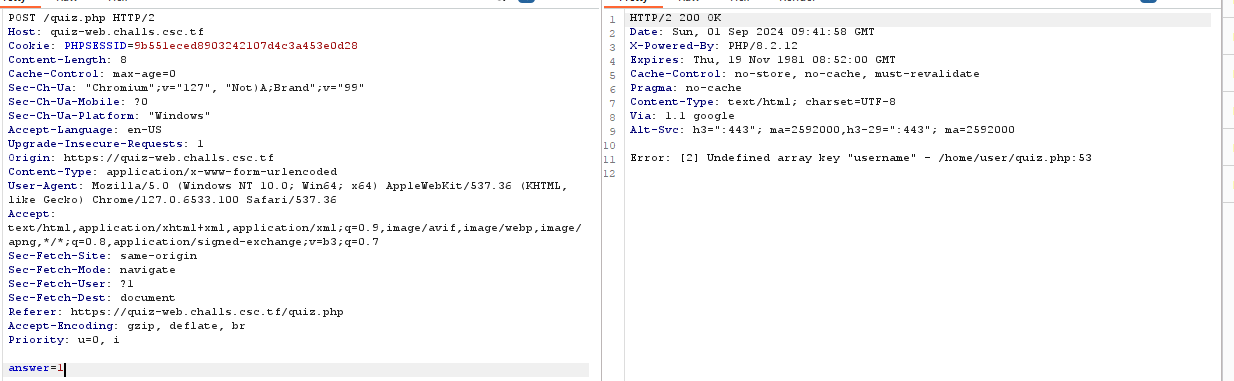 POST /quiz.php HTTP/2
Host: quiz-web.challs.csc.tf
Cookie: PHPSESSID=9b551eced8903242107d4c3a453e0d28
Content-Length: 8
Cache-Control: max-age=0
Sec-Ch-Ua: "Chromium";v="127", "Not)A;Brand";v="99"
Sec-Ch-Ua-Mobile: ?0
Sec-Ch-Ua-Platform: "Windows"
Accept-Language: en-US
Upgrade-Insecure-Requests: 1
Origin: https://quiz-web.challs.csc.tf
Content-Type: application/x-www-form-urlencoded
User-Agent: Mozilla/5.0 (Windows NT 10.0; Win64; x64) AppleWebKit/537.36 (KHTML,
like Gecko) Chrome/127.0.6533.100 Safari/537.36
Accept:
text/html,application/xhtml+xml,application/xml;q=0.9,image/avif,image/webp,image/
apng,*/*;q=0.8,application/signed-exchange;v=b3;q=0.7
Sec-Fetch-Site: same-origin
Sec-Fetch-Mode: navigate
Sec-Fetch-User: ?1
Sec-Fetch-Dest: document
Referer: https://quiz-web.challs.csc.tf/quiz.php
Accept-Encoding: gzip, deflate, br
Priority: u=0, i
answer=1
1 HTTP/2 200 OK
2 Date: Sun, 01 Sep 2024 09:41:58 GMT
3 X-Powered-By: PHP/8.2.12
4 Expires: Thu, 19 Nov 1981 08:52:00 GMT
5 Cache-Control: no-store, no-cache, must-revalidate
6 Pragma: no-cache
7 Content-Type: text/html; charset=UTF-8
8 Via: 1.1 google
9 Alt-Svc: h3=":443"; ma=2592000,h3-29=":443"; ma=2592000
10
11 Error: [2] Undefined array key "username" - /home/user/quiz.php:53
12